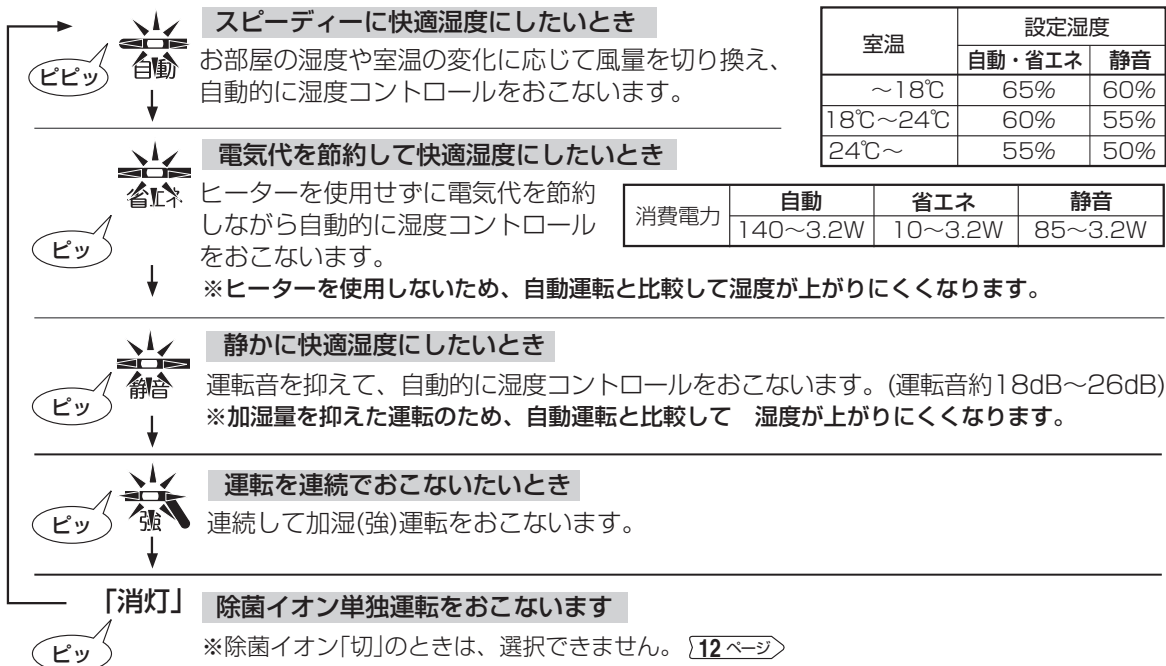 スピーディーに快適湿度にしたいとき
ピピッ
自動
お部屋の湿度や室温の変化に応じて風量を切り換え、
自動的に湿度コントロールをおこないます。
室温 設定湿度
自動・省エネ 静音
～18℃ 65% 60%
18℃～24℃ 60% 55%
24℃～ 55% 50%
電気代を節約して快適湿度にしたいとき
省エネ
ピッ
ヒーターを使用せずに電気代を節約
しながら自動的に湿度コントロール
をおこないます。
消費電力 自動 省エネ 静音
140～3.2W 10～3.2W 85～3.2W
※ヒーターを使用しないため、自動運転と比較して湿度が上がりにくくなります。
静かに快適湿度にしたいとき
静音
ピッ
運転音を抑えて、自動的に湿度コントロールをおこないます。(運転音約18dB～26dB)
※加湿量を抑えた運転のため、自動運転と比較して　湿度が上がりにくくなります。
運転を連続でおこないたいとき
強
ピッ
連続して加湿(強)運転をおこないます。
「消灯」 除菌イオン単独運転をおこないます
ピッ
※除菌イオン「切」のときは、選択できません。 12 ページ